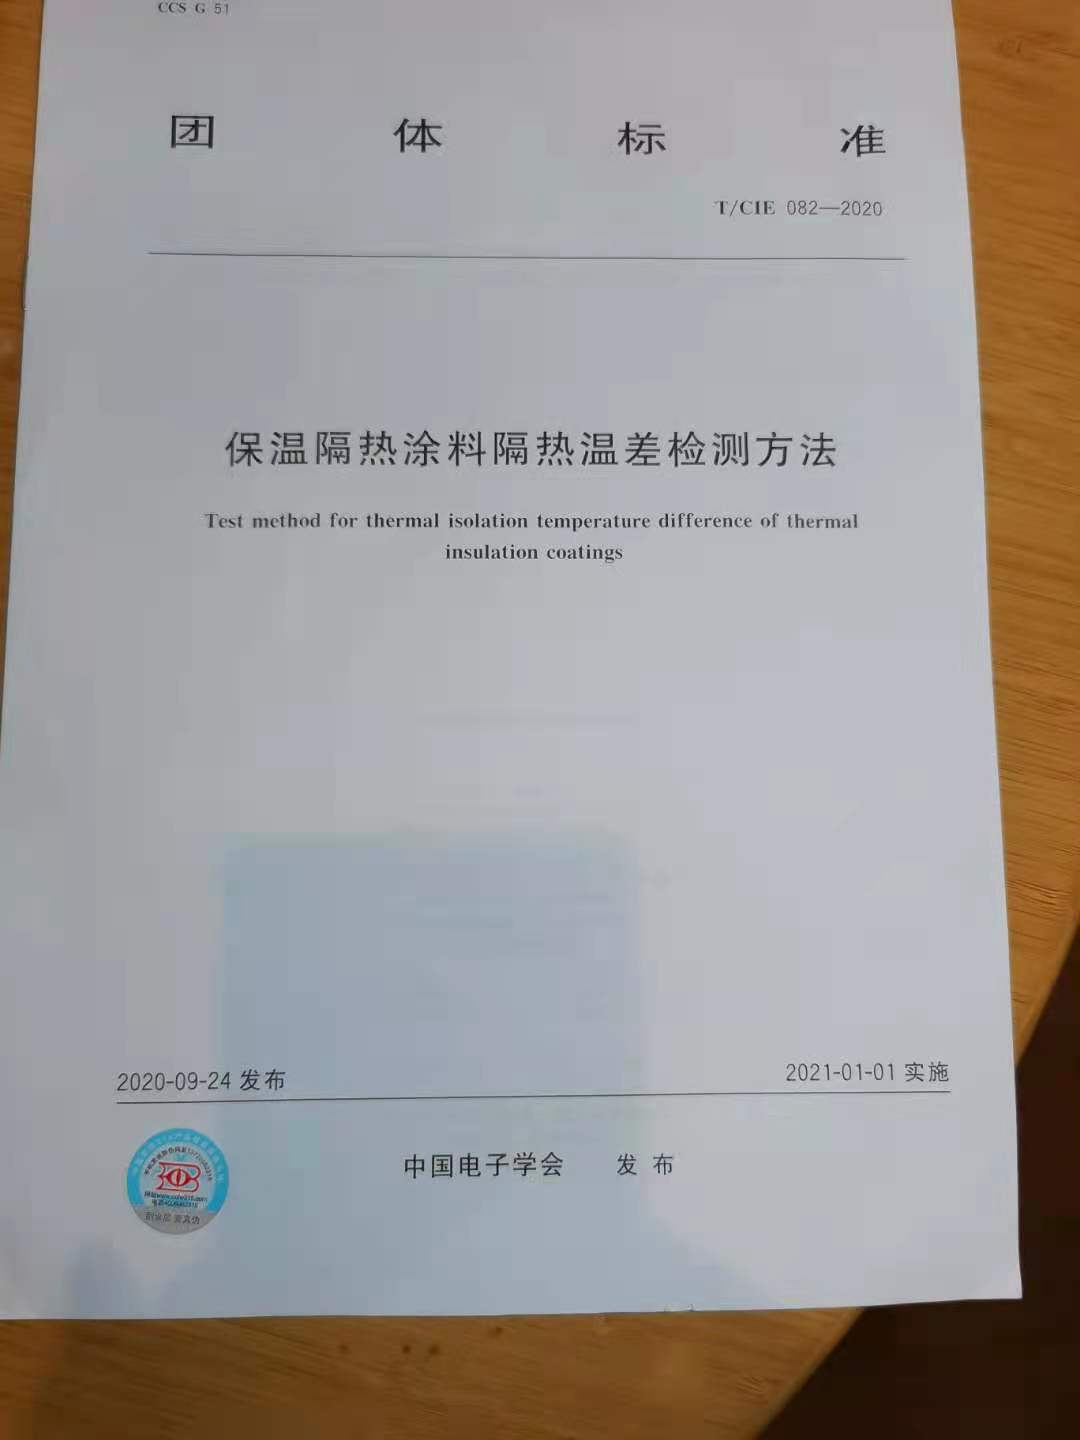 CCS G 51
团体标准
T/CIE 082—2020
保温隔热涂料隔热温差检测方法
Test method for thermal isolation temperature difference of thermal
insulation coatings
2020-09-24 发布
2021-01-01 实施
中国电子学会 发布